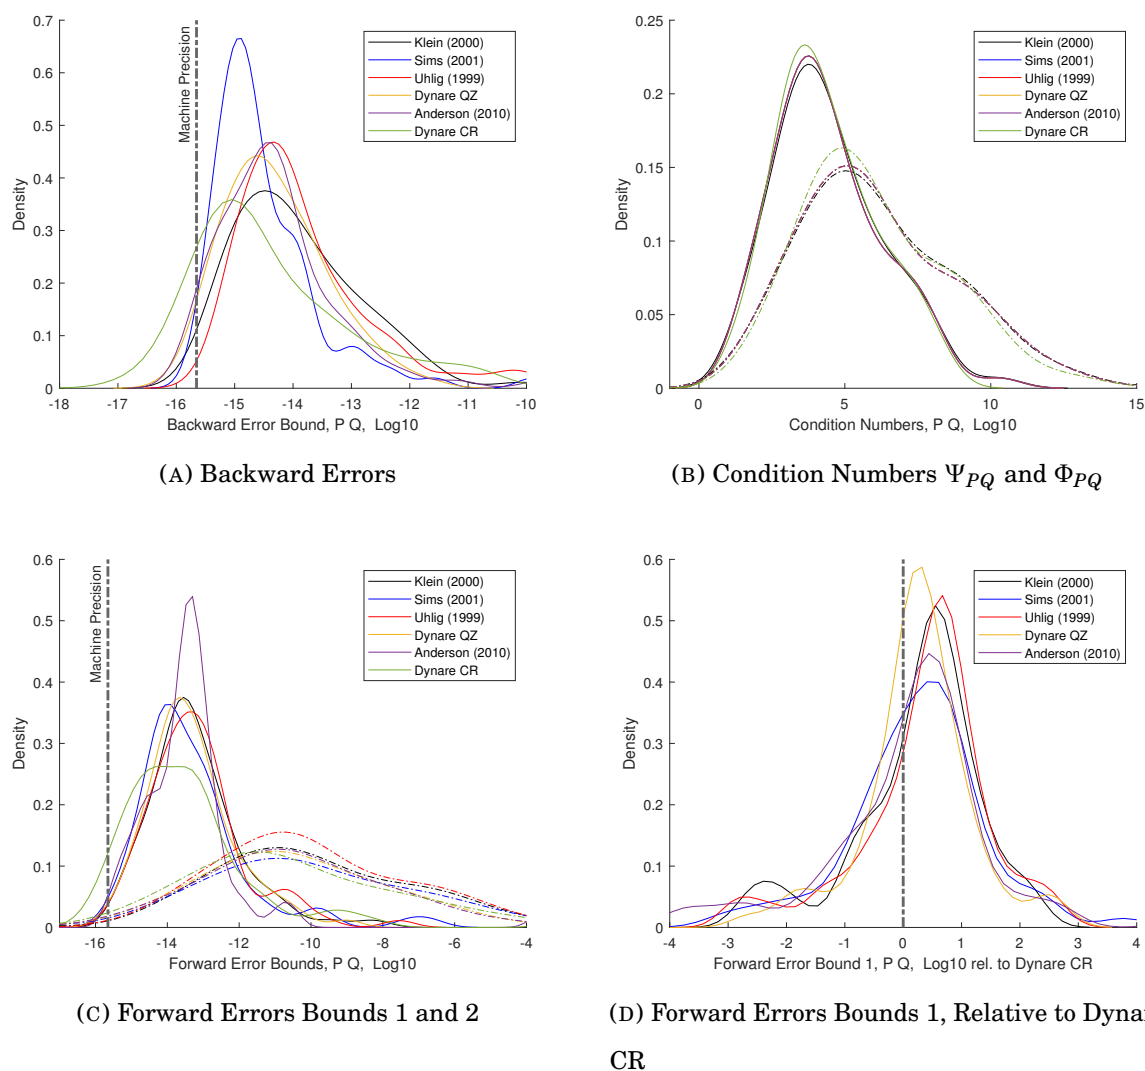 0.7
0.6
0.5
0.4
0.3
0.2
0.1
0
Density
Machine Precision
Klein (2000)
Sims (2001)
Uhlig (1999)
Dynare QZ
Anderson (2010)
Dynare CR
-18 -17 -16 -15 -14 -13 -12 -11 -10
Backward Error Bound, P Q, Log10
(A) Backward Errors
0.25
0.2
0.15
0.1
0.05
0
Density
Klein (2000)
Sims (2001)
Uhlig (1999)
Dynare QZ
Anderson (2010)
Dynare CR
0 5 10 15
Condition Numbers, P Q, Log10
(B) Condition Numbers Ψ_PQ and Φ_PQ
0.6
0.5
0.4
0.3
0.2
0.1
0
Density
Machine Precision
Klein (2000)
Sims (2001)
Uhlig (1999)
Dynare QZ
Anderson (2010)
Dynare CR
-16 -14 -12 -10 -8 -6 -4
Forward Error Bounds, P Q, Log10
(C) Forward Errors Bounds 1 and 2
0.6
0.5
0.4
0.3
0.2
0.1
0
Density
Klein (2000)
Sims (2001)
Uhlig (1999)
Dynare QZ
Anderson (2010)
-4 -3 -2 -1 0 1 2 3 4
Forward Error Bound 1, P Q, Log10 rel. to Dynare CR
(D) Forward Errors Bounds 1, Relative to Dyna
CR